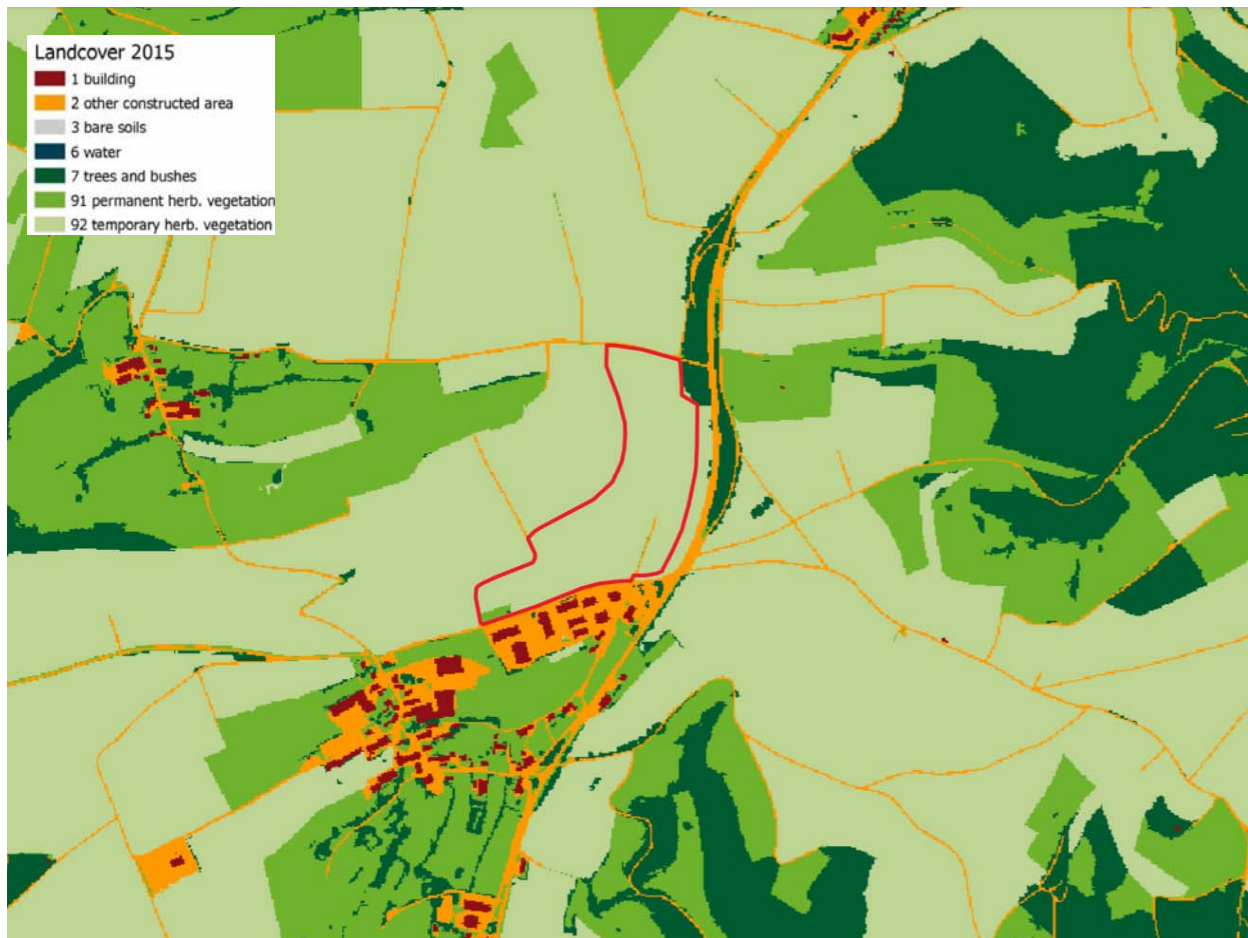 Landcover 2015
1 building
2 other constructed area
3 bare soils
6 water
7 trees and bushes
91 permanent herb. vegetation
92 temporary herb. vegetation